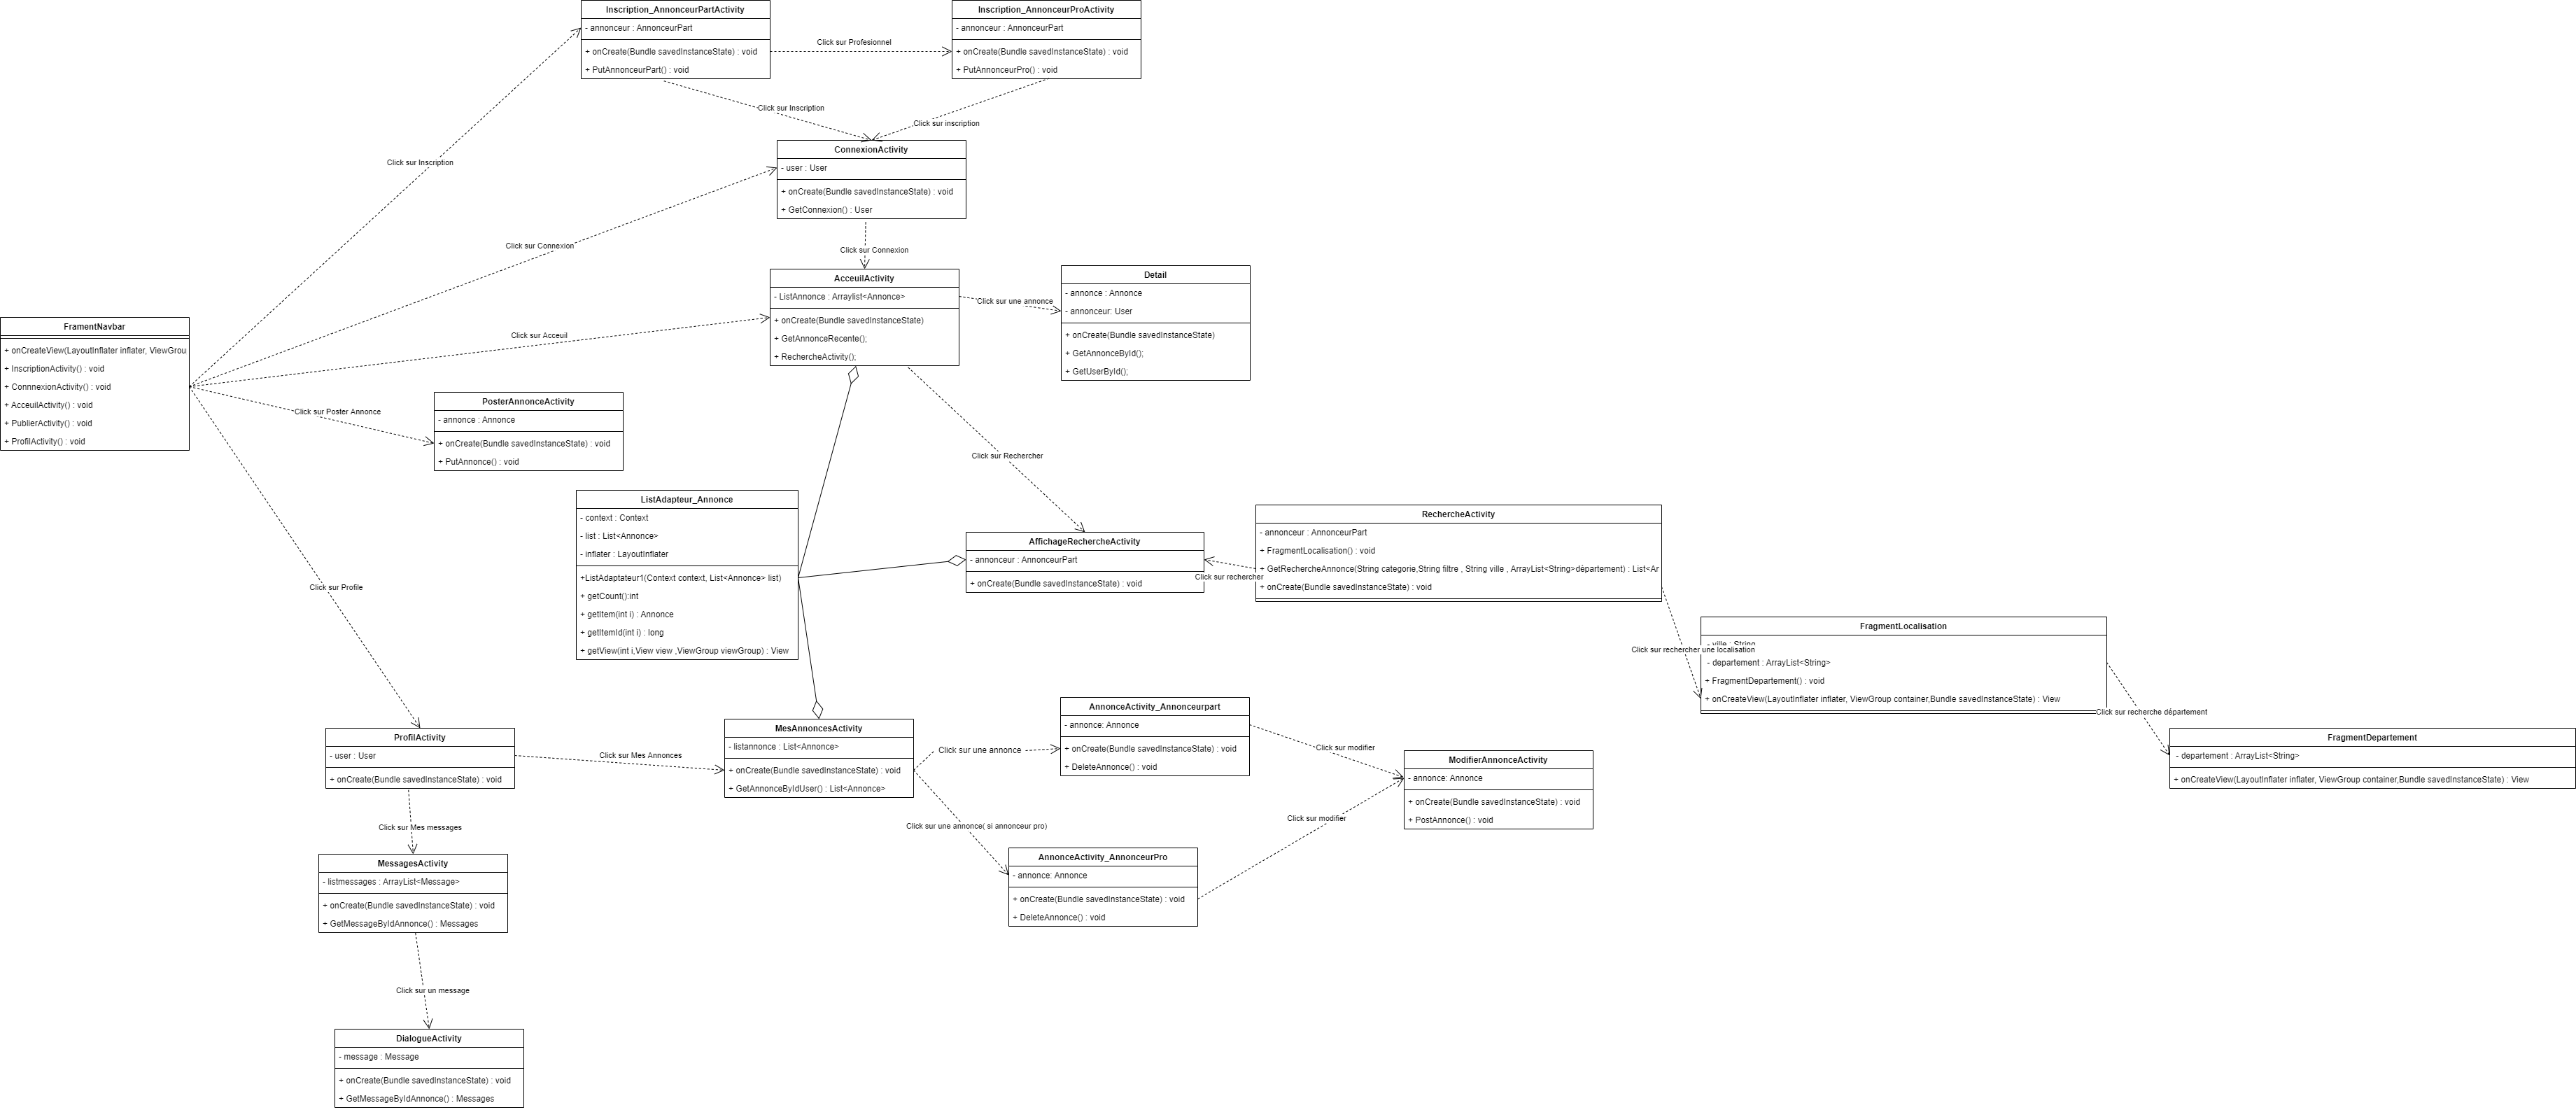 Inscription_AnnonceurPartActivity
- annonceur : AnnonceurPart
+ onCreate(Bundle savedInstanceState) : void
+ PutAnnonceurPart() : void
Click sur Profesionnel
Inscription_AnnonceurProActivity
- annonceur : AnnonceurPart
+ onCreate(Bundle savedInstanceState) : void
+ PutAnnonceurPro() : void
Click sur Inscription
Click sur inscription
Click sur Inscription
ConnexionActivity
- user : User
+ onCreate(Bundle savedInstanceState) : void
+ GetConnexion() : User
Click sur Connexion
Click sur Connexion
AcceuilActivity
- ListAnnonce : Arraylist<Annonce>
+ onCreate(Bundle savedInstanceState)
+ GetAnnonceRecente();
+ RechercheActivity();
Click sur une annonce
Detail
- annonce : Annonce
- annonceur: User
+ onCreate(Bundle savedInstanceState)
+ GetAnnonceById();
+ GetUserById();
Click sur Acceuil
FramentNavbar
+ onCreateView(LayoutInflater inflater, ViewGrou
+ InscriptionActivity() : void
+ ConnnexionActivity() : void
+ AcceuilActivity() : void
+ PublierActivity() : void
+ ProfilActivity() : void
Click sur Poster Annonce
PosterAnnonceActivity
- annonce : Annonce
+ onCreate(Bundle savedInstanceState) : void
+ PutAnnonce() : void
Click sur Rechercher
ListAdapteur_Annonce
- context : Context
- list : List<Annonce>
- inflater : LayoutInflater
+ListAdaptateur1(Context context, List<Annonce> list)
+ getCount():int
+ getItem(int i) : Annonce
+ getItemId(int i) : long
+ getView(int i,View view ,ViewGroup viewGroup) : View
AffichageRechercheActivity
- annonceur : AnnonceurPart
+ onCreate(Bundle savedInstanceState) : void
Click sur rechercher
RechercheActivity
- annonceur : AnnonceurPart
+ FragmentLocalisation() : void
+ GetRechercheAnnonce(String categorie,String filtre , String ville , ArrayList<String>département) : List<Ar
+ onCreate(Bundle savedInstanceState) : void
Click sur rechercher une localisation
FragmentLocalisation
- ville : String
- departement : ArrayList<String>
+ FragmentDepartement() : void
+ onCreateView(LayoutInflater inflater, ViewGroup container,Bundle savedInstanceState) : View
Click sur recherche département
FragmentDepartement
- departement : ArrayList<String>
+ onCreateView(LayoutInflater inflater, ViewGroup container,Bundle savedInstanceState) : View
Click sur Profile
ProfilActivity
- user : User
+ onCreate(Bundle savedInstanceState) : void
Click sur Mes Annonces
MesAnnoncesActivity
- listannonce : List<Annonce>
+ onCreate(Bundle savedInstanceState) : void
+ GetAnnonceByIdUser() : List<Annonce>
Click sur une annonce
AnnonceActivity_Annonceurpart
- annonce: Annonce
+ onCreate(Bundle savedInstanceState) : void
+ DeleteAnnonce() : void
Click sur modifier
ModifierAnnonceActivity
- annonce: Annonce
+ onCreate(Bundle savedInstanceState) : void
+ PostAnnonce() : void
Click sur modifier
Click sur une annonce( si annonceur pro)
AnnonceActivity_AnnonceurPro
- annonce: Annonce
+ onCreate(Bundle savedInstanceState) : void
+ DeleteAnnonce() : void
Click sur Mes messages
MessagesActivity
- listmessages : ArrayList<Message>
+ onCreate(Bundle savedInstanceState) : void
+ GetMessageByIdAnnonce() : Messages
Click sur un message
DialogueActivity
- message : Message
+ onCreate(Bundle savedInstanceState) : void
+ GetMessageByIdAnnonce() : Messages